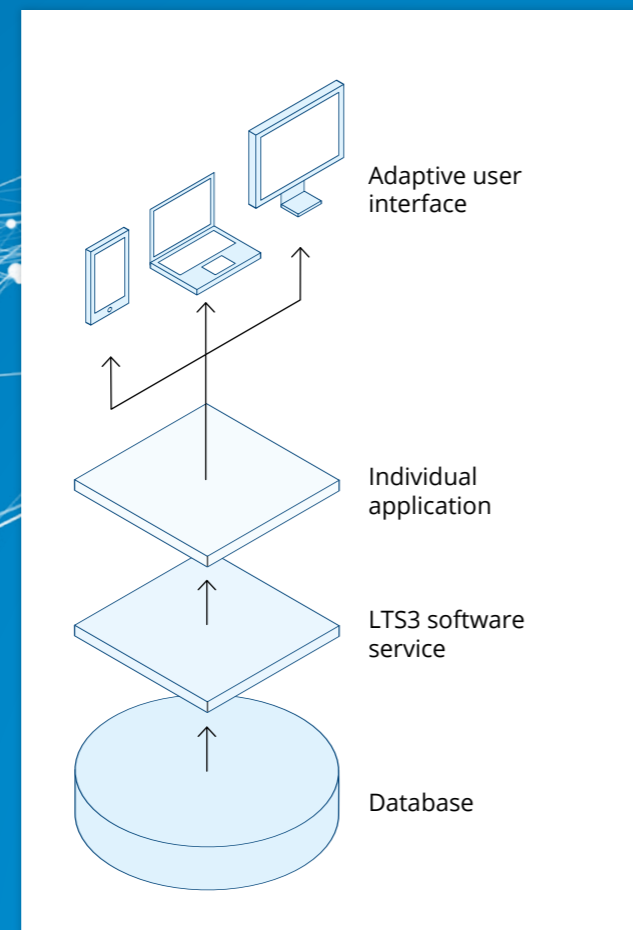 Adaptive user
interface
Individual
application
LTS3 software
service
Database